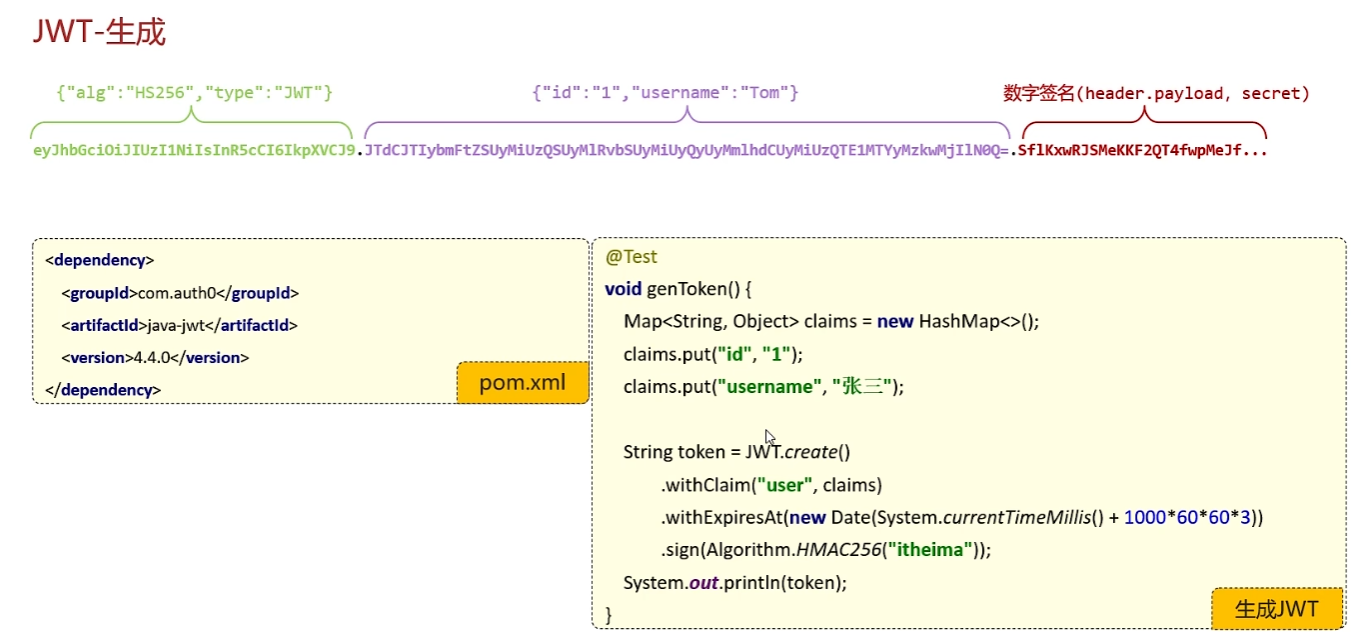 JWT-生成
{"alg":"HS256","type":"JWT"}
{"id":"1","username":"Tom"}
数字签名(header.payload, secret)
eyJhbGciOiJIUzI1NiIsInR5cCI6IkpXVCJ9.JTdCJTIybmFtZSUyMiUzQSUyMlRvbSUyMiUyQyUyMmlhdCUyMiUzQTE1MTYyMzkwMjIlN0Q=.SflKxwRJSMeKKF2QT4fwpMeJf...
<dependency>
<groupId>com.auth0</groupId>
<artifactId>java-jwt</artifactId>
<version>4.4.0</version>
</dependency>
pom.xml
@Test
void genToken() {
Map<String, Object> claims = new HashMap<>();
claims.put("id", "1");
claims.put("username", "张三");
String token = JWT.create()
.withClaim("user", claims)
.withExpiresAt(new Date(System.currentTimeMillis() + 1000*60*60*3))
.sign(Algorithm.HMAC256("itheima"));
System.out.println(token);
}
生成JWT